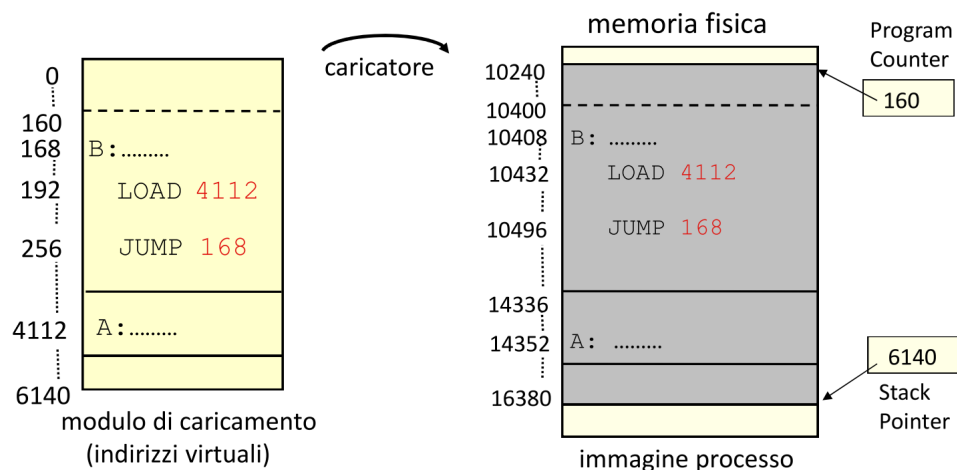 caricatore
0
160
168
192
256
4112
6140
B:.........
LOAD 4112
JUMP 168
A:.........
modulo di caricamento
(indirizzi virtuali)
memoria fisica
10240
10400
10408
10432
10496
14336
14352
16380
B: .........
LOAD 4112
JUMP 168
A: .........
immagine processo
Program
Counter
160
6140
Stack
Pointer